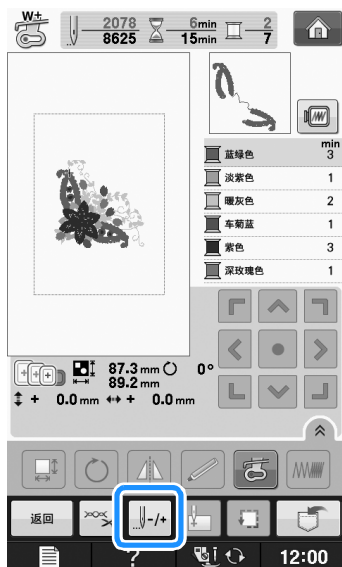 W+
2078 6min 2
8625 15min 7
min
蓝绿色 3
淡紫色 1
暖灰色 2
车菊蓝 1
紫色 3
深玫瑰色 1
87.3 mm 0°
89.2 mm
+ 0.0 mm + 0.0 mm
返回 -/+
? 12:00